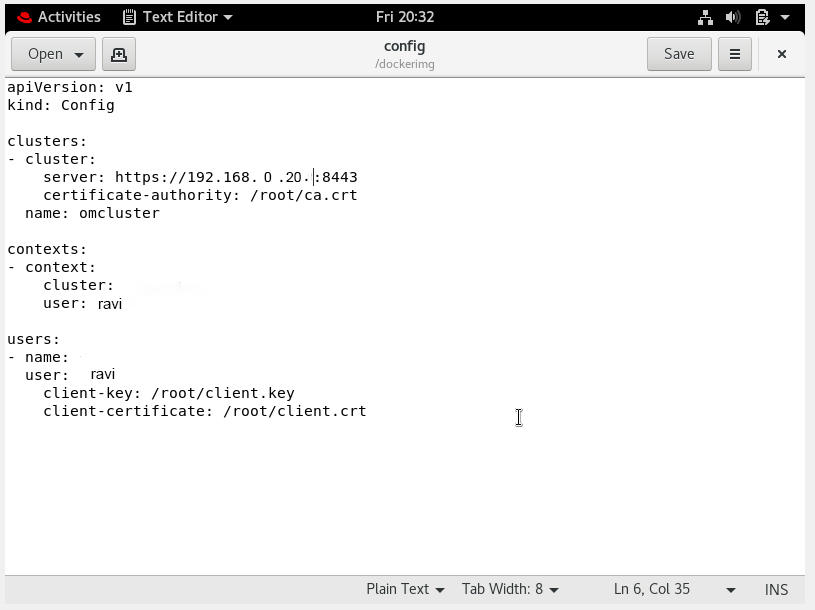 Activities Text Editor Fri 20:32
Open config Save
/dockerimg
apiVersion: v1
kind: Config
clusters:
- cluster:
server: https://192.168. 0 .20. :8443
certificate-authority: /root/ca.crt
name: omcluster
contexts:
- context:
cluster:
user: ravi
users:
- name:
user: ravi
client-key: /root/client.key
client-certificate: /root/client.crt
Plain Text Tab Width: 8 Ln 6, Col 35 INS